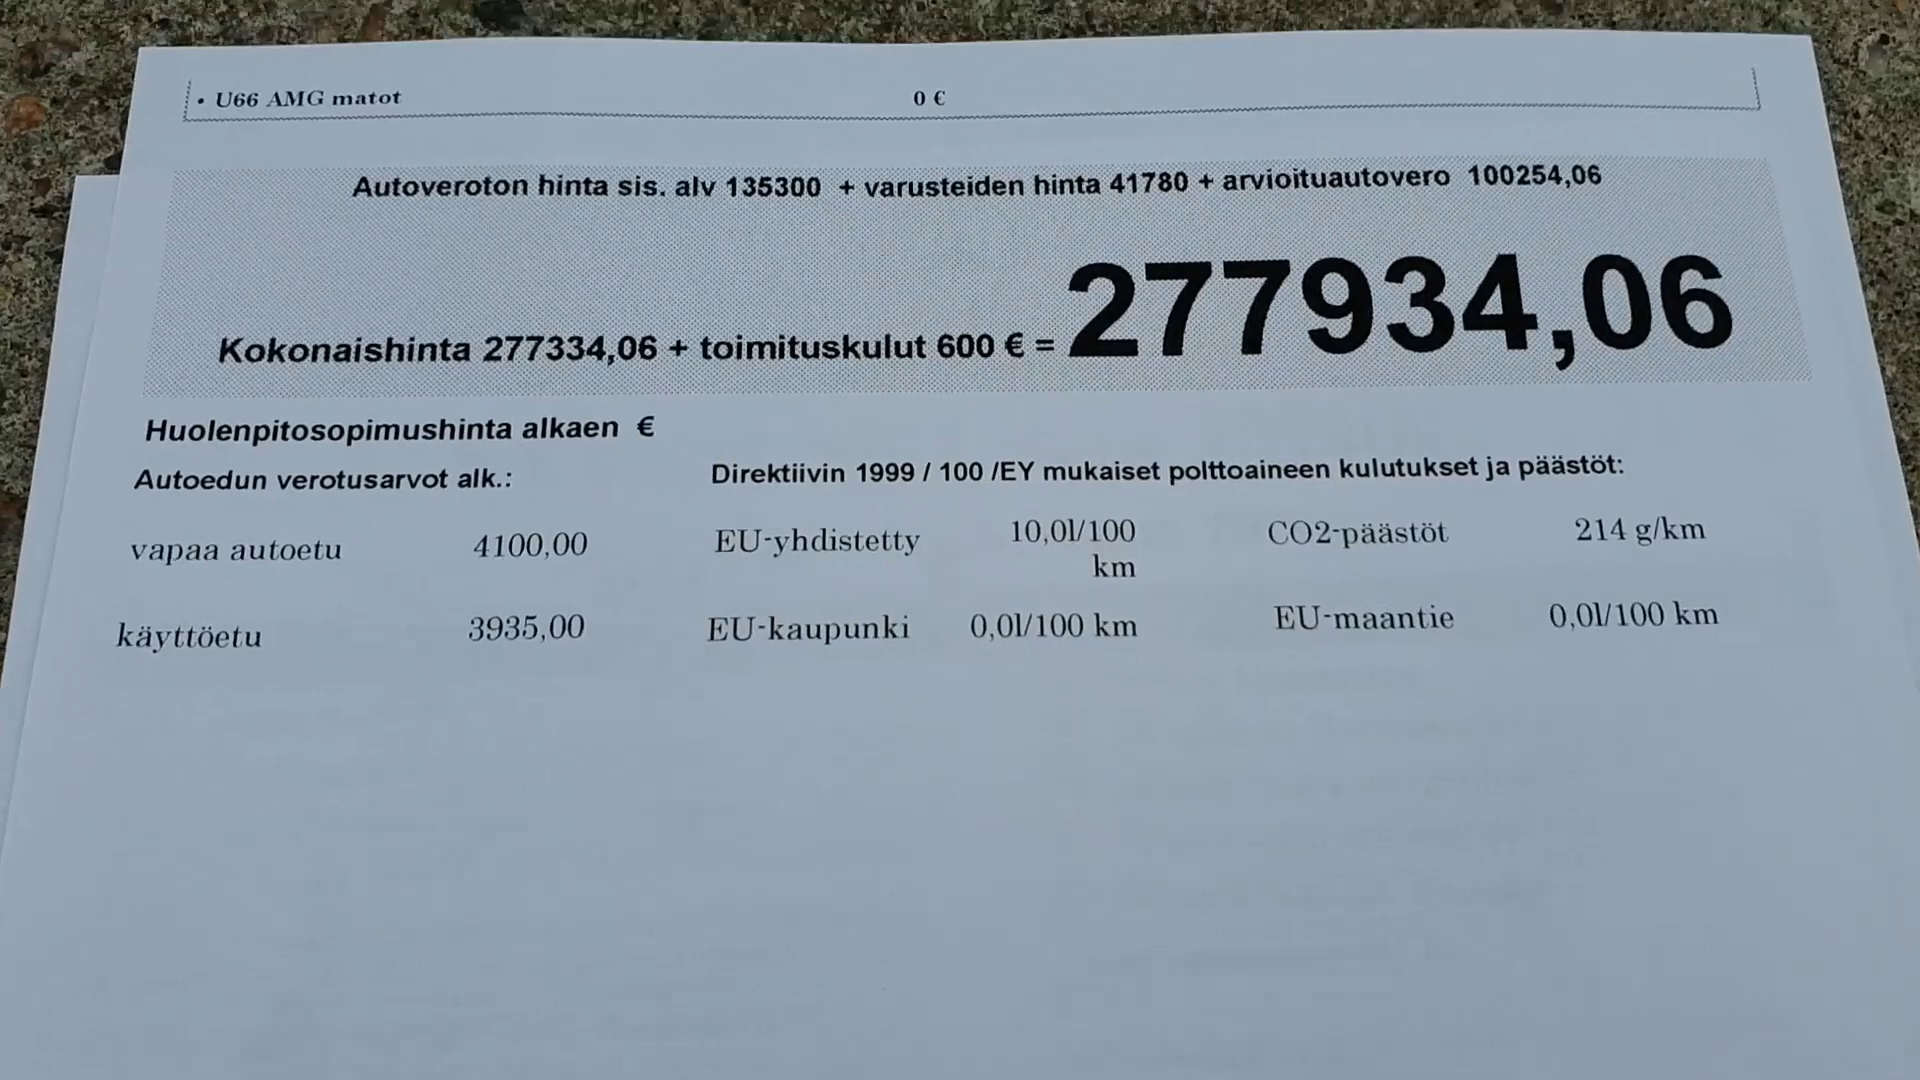 • U66 AMG matot 0 €
Autoveroton hinta sis. alv 135300 + varusteiden hinta 41780 + arvioituautovero 100254,06
Kokonaishinta 277334,06 + toimituskulut 600 € = 277934,06
Huolenpitosopimushinta alkaen €
Autoedun verotusarvot alk.: Direktiivin 1999 / 100 /EY mukaiset polttoaineen kulutukset ja päästöt:
vapaa autoetu 4100,00 EU-yhdistetty 10,0l/100 km CO2-päästöt 214 g/km
käyttöetu 3935,00 EU-kaupunki 0,0l/100 km EU-maantie 0,0l/100 km